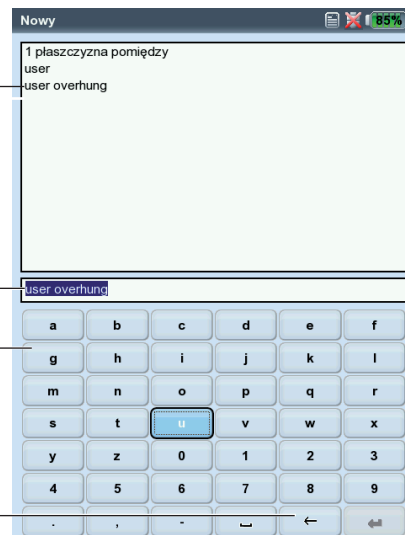 Nowy 85%
1 płaszczyzna pomiędzy
user
user overhung
user overhung
a b c d e f
g h i j k l
m n o p q r
s t u v w x
y z 0 1 2 3
4 5 6 7 8 9
. , - ␣ ← ↵